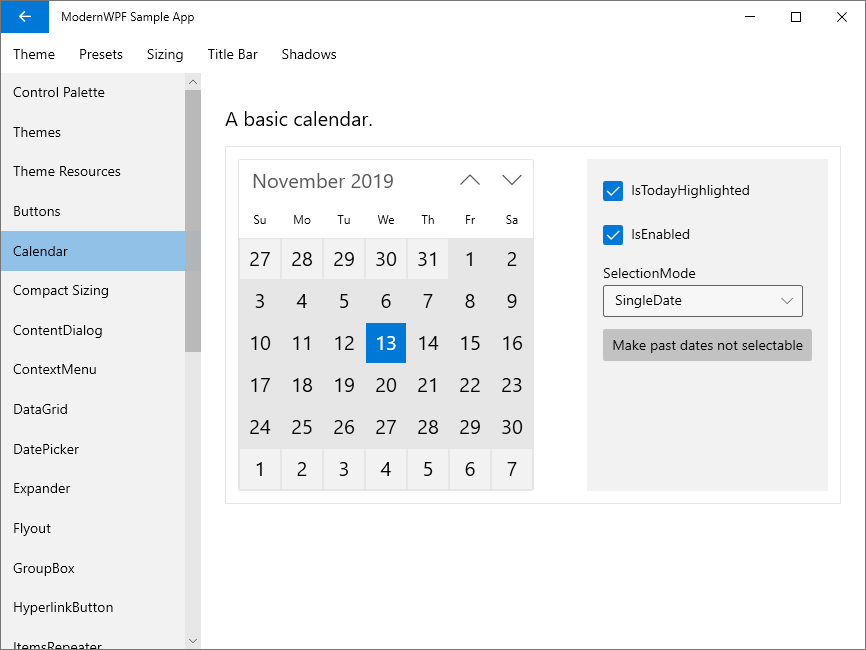 ModernWPF Sample App
Theme Presets Sizing Title Bar Shadows
Control Palette
Themes
Theme Resources
Buttons
Calendar
Compact Sizing
ContentDialog
ContextMenu
DataGrid
DatePicker
Expander
Flyout
GroupBox
HyperlinkButton
ItemsRepeater
A basic calendar.
November 2019
Su Mo Tu We Th Fr Sa
27 28 29 30 31 1 2
3 4 5 6 7 8 9
10 11 12 13 14 15 16
17 18 19 20 21 22 23
24 25 26 27 28 29 30
1 2 3 4 5 6 7
IsTodayHighlighted
IsEnabled
SelectionMode
SingleDate
Make past dates not selectable